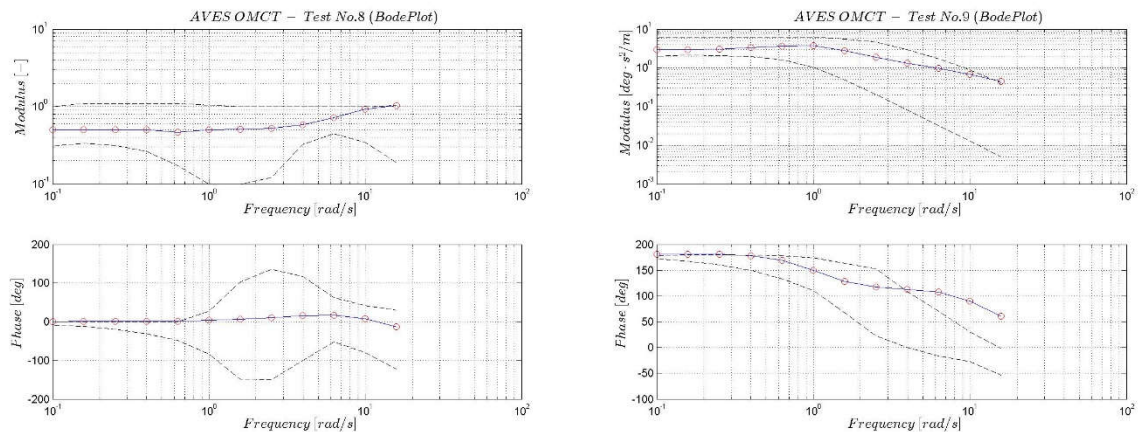 AVES OMCT − Test No.8 (BodePlot)
10^1
10^0
10^-1
Modulus [−]
10^-1 10^0 10^1 10^2
Frequency [rad/s]
200
100
0
-100
-200
Phase [deg]
10^-1 10^0 10^1 10^2
Frequency [rad/s]
AVES OMCT − Test No.9 (BodePlot)
10^1
10^0
10^-1
10^-2
10^-3
Modulus [deg · s^2/m]
10^-1 10^0 10^1 10^2
Frequency [rad/s]
200
150
100
50
0
-50
-100
Phase [deg]
10^-1 10^0 10^1 10^2
Frequency [rad/s]